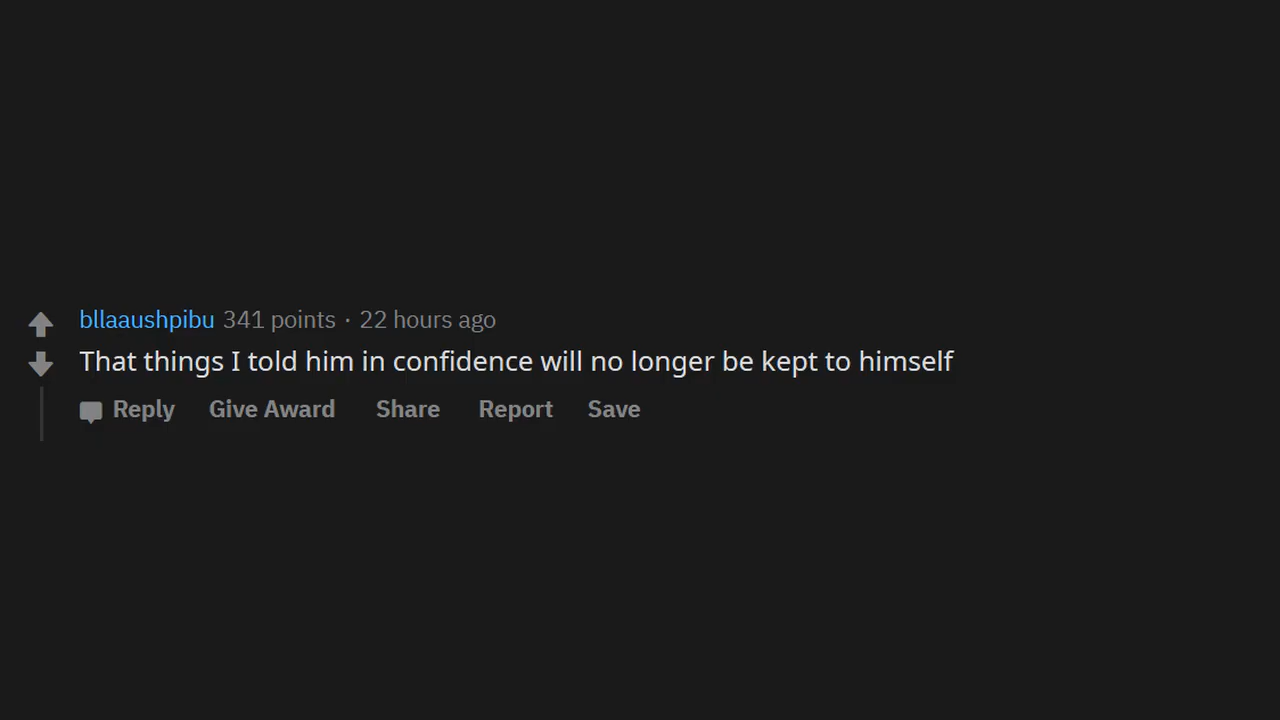 bllaaushpibu 341 points · 22 hours ago
That things I told him in confidence will no longer be kept to himself
Reply Give Award Share Report Save